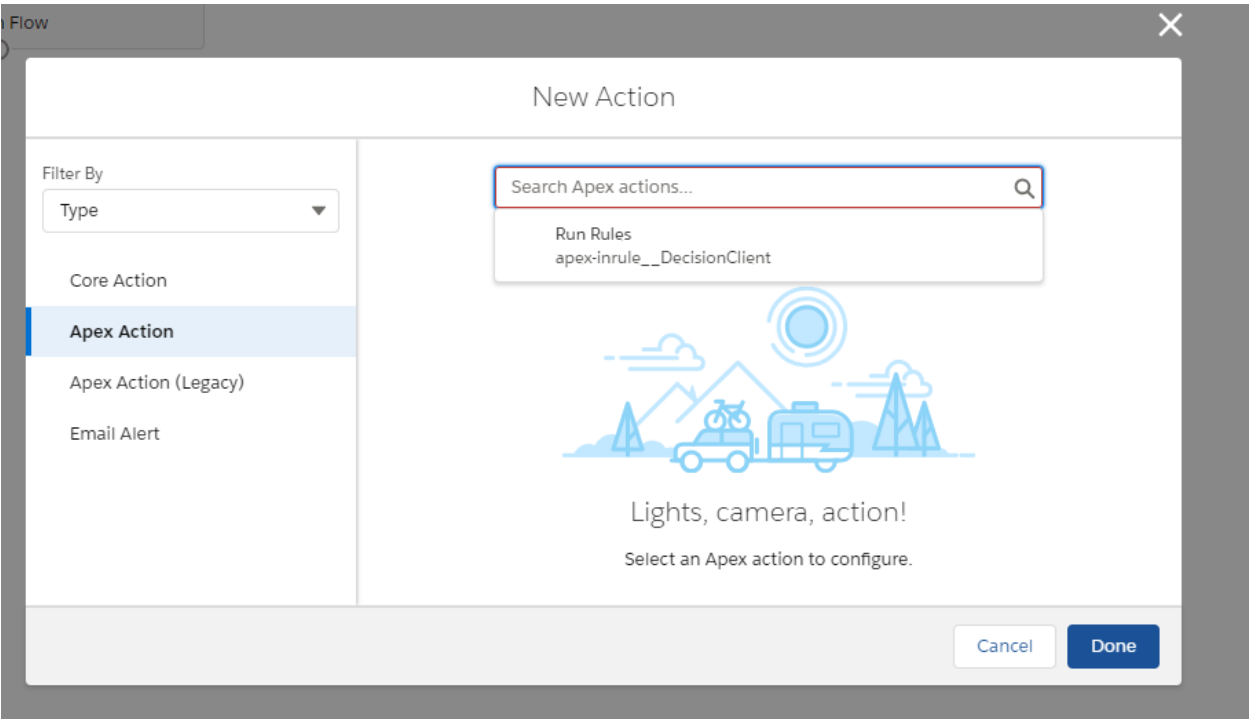 Flow
New Action
Filter By
Type
Core Action
Apex Action
Apex Action (Legacy)
Email Alert
Search Apex actions...
Run Rules
apex-inrule__DecisionClient
Lights, camera, action!
Select an Apex action to configure.
Cancel
Done